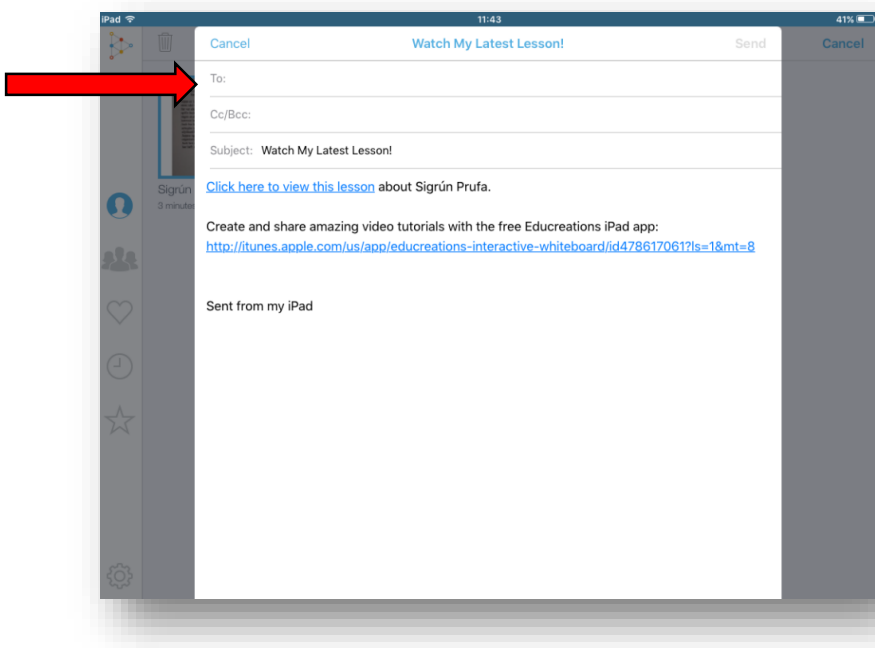 iPad 11:43 41%
Cancel Watch My Latest Lesson! Send Cancel
To:
Cc/Bcc:
Subject: Watch My Latest Lesson!
Sigrún
3 minutes
Click here to view this lesson about Sigrún Prufa.
Create and share amazing video tutorials with the free Educreations iPad app:
http://itunes.apple.com/us/app/educreations-interactive-whiteboard/id478617061?ls=1&mt=8
Sent from my iPad